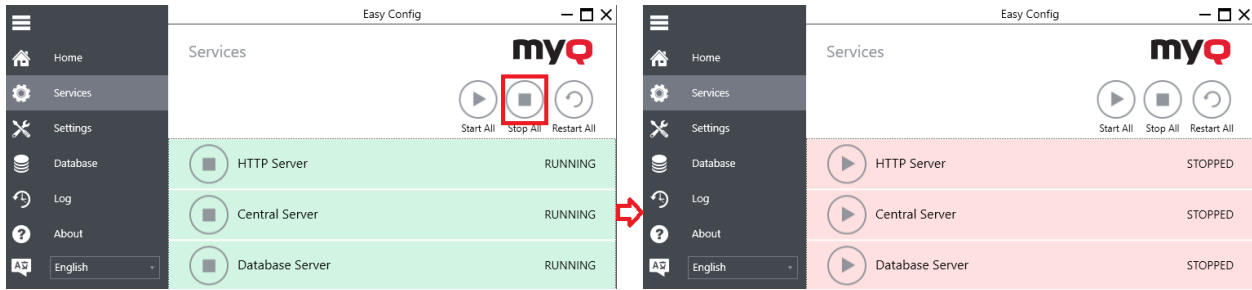 Easy Config
Services
myQ
Home
Services
Settings
Database
Log
About
English
Start All Stop All Restart All
HTTP Server RUNNING
Central Server RUNNING
Database Server RUNNING
Easy Config
Services
myQ
Home
Services
Settings
Database
Log
About
English
Start All Stop All Restart All
HTTP Server STOPPED
Central Server STOPPED
Database Server STOPPED